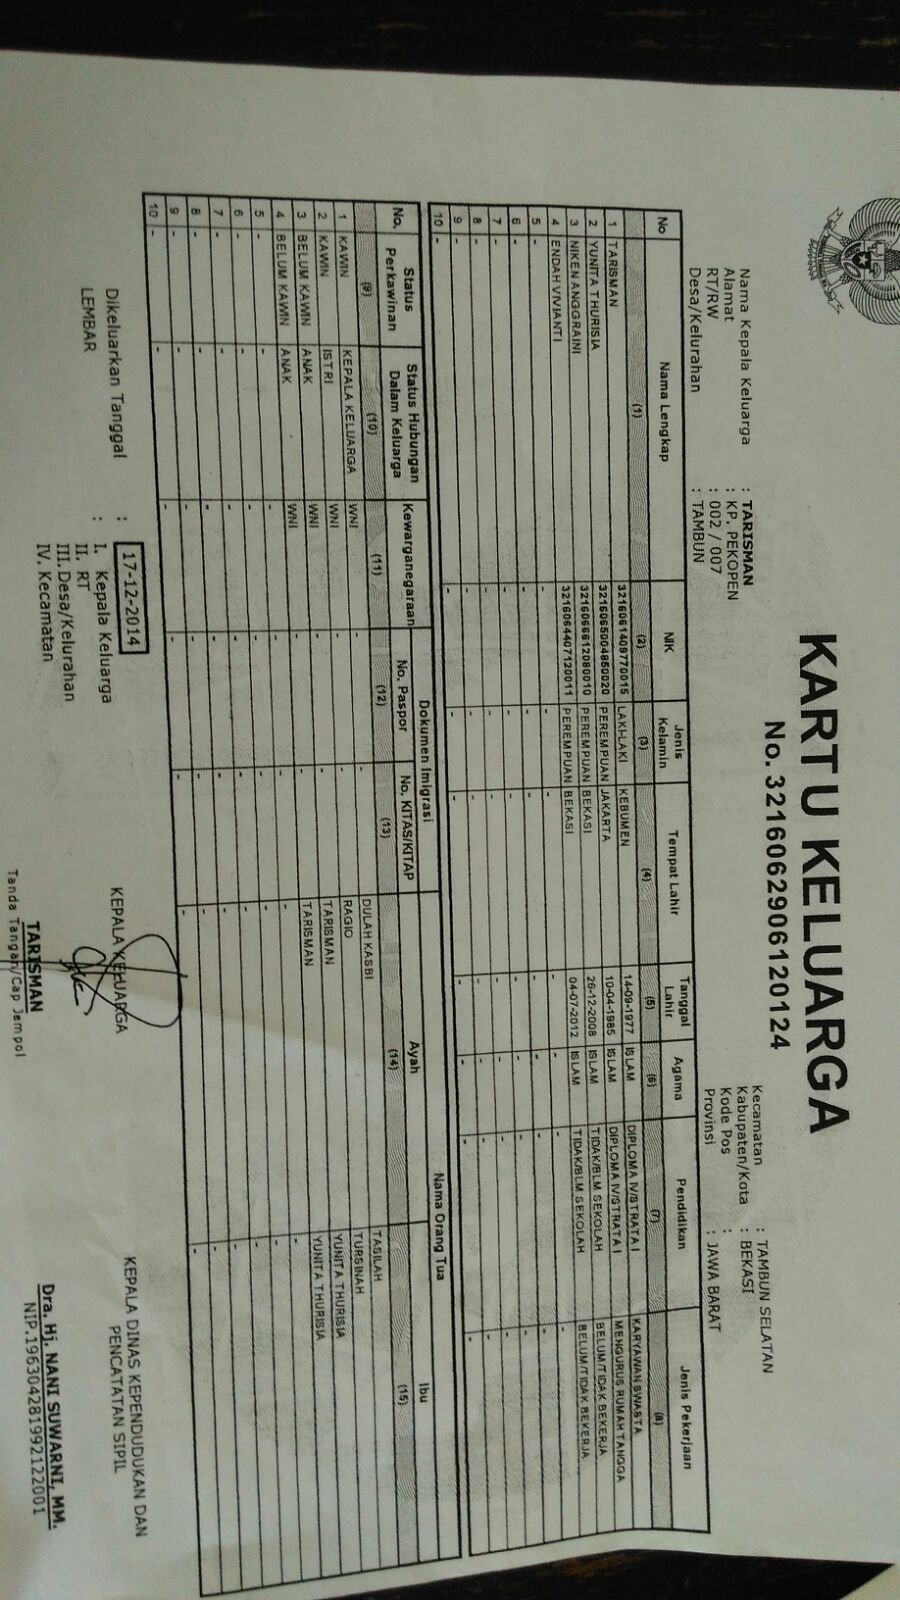 KARTU KELUARGA
No. 3216062906120124
Nama Kepala Keluarga : TARISMAN
Alamat : KP. PEKOPEN
RT/RW : 002 / 007
Desa/Kelurahan : TAMBUN
Kecamatan : TAMBUN SELATAN
Kabupaten/Kota : BEKASI
Kode Pos :
Provinsi : JAWA BARAT
No Nama Lengkap NIK Jenis Kelamin Tempat Lahir Tanggal Lahir Agama Pendidikan Jenis Pekerjaan
(1) (2) (3) (4) (5) (6) (7) (8)
1 TARISMAN 3216061409770015 LAKI-LAKI KEBUMEN 14-09-1977 ISLAM DIPLOMA IV/STRATA I KARYAWAN SWASTA
2 YUNITA THURISIA 3216065004850020 PEREMPUAN JAKARTA 10-04-1985 ISLAM DIPLOMA IV/STRATA I MENGURUS RUMAH TANGGA
3 NIKEN ANGGRAINI 3216066812080010 PEREMPUAN BEKASI 26-12-2008 ISLAM TIDAK/BLM SEKOLAH BELUM/TIDAK BEKERJA
4 ENDAH VIVIANTI 3216064407120011 PEREMPUAN BEKASI 04-07-2012 ISLAM TIDAK/BLM SEKOLAH BELUM/TIDAK BEKERJA
5 - - - - - - - -
6 - - - - - - - -
7 - - - - - - - -
8 - - - - - - - -
9 - - - - - - - -
10 - - - - - - - -
No. Status Perkawinan Status Hubungan Dalam Keluarga Kewarganegaraan Dokumen Imigrasi Nama Orang Tua
No. Paspor No. KITAS/KITAP Ayah Ibu
(9) (10) (11) (12) (13) (14) (15)
1 KAWIN KEPALA KELUARGA WNI - - DULAH KASBI TASILAH
2 KAWIN ISTRI WNI - - RAGIO TURSINAH
3 BELUM KAWIN ANAK WNI - - TARISMAN YUNITA THURISIA
4 BELUM KAWIN ANAK WNI - - TARISMAN YUNITA THURISIA
5 - - - - - - -
6 - - - - - - -
7 - - - - - - -
8 - - - - - - -
9 - - - - - - -
10 - - - - - - -
Dikeluarkan Tanggal : 17-12-2014
LEMBAR : I. Kepala Keluarga
II. RT
III. Desa/Kelurahan
IV. Kecamatan
KEPALA KELUARGA
TARISMAN
Tanda Tangan/Cap Jempol
KEPALA DINAS KEPENDUDUKAN DAN
PENCATATAN SIPIL
Dra. Hj. NANI SUWARNI, MM.
NIP.196304281992122001